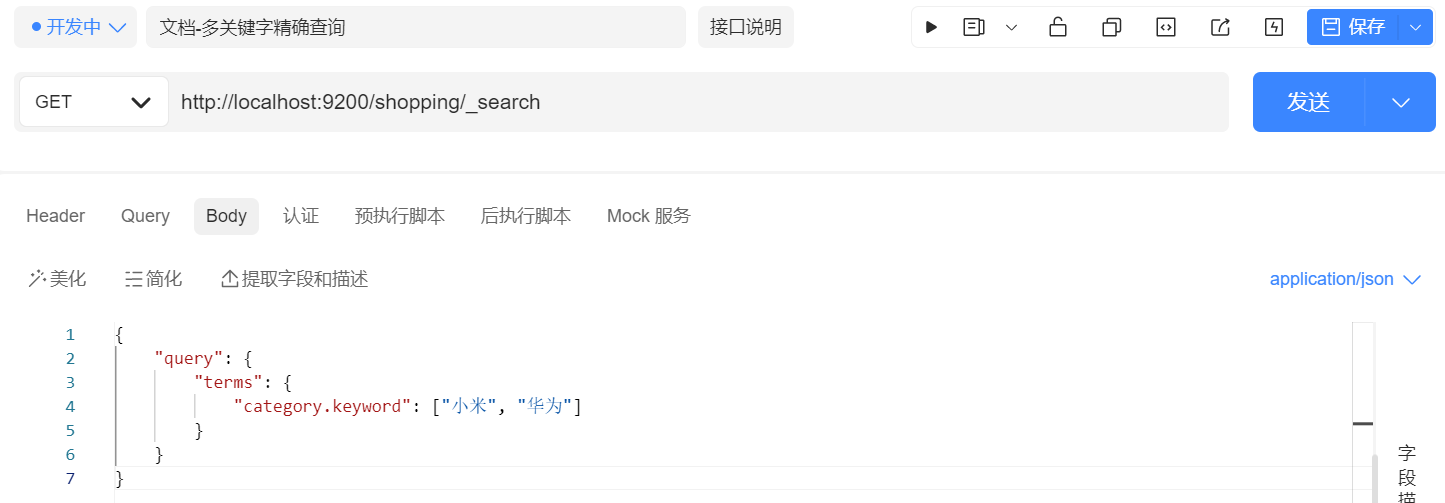 开发中 文档-多关键字精确查询 接口说明 保存
GET http://localhost:9200/shopping/_search 发送
Header Query Body 认证 预执行脚本 后执行脚本 Mock 服务
美化 简化 提取字段和描述 application/json
1 {
2 "query": {
3 "terms": {
4 "category.keyword": ["小米", "华为"]
5 }
6 }
7 }
字
段
描